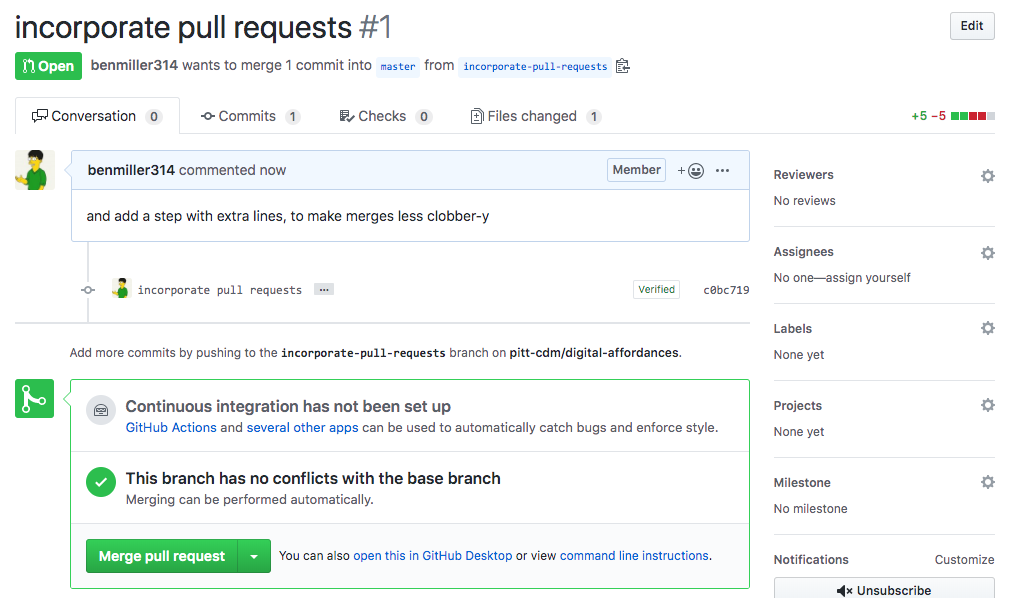 incorporate pull requests #1
Edit
Open benmiller314 wants to merge 1 commit into master from incorporate-pull-requests
Conversation 0 Commits 1 Checks 0 Files changed 1 +5 −5
benmiller314 commented now Member + ...
and add a step with extra lines, to make merges less clobber-y
incorporate pull requests ... Verified c0bc719
Add more commits by pushing to the incorporate-pull-requests branch on pitt-cdm/digital-affordances.
Continuous integration has not been set up
GitHub Actions and several other apps can be used to automatically catch bugs and enforce style.
This branch has no conflicts with the base branch
Merging can be performed automatically.
Merge pull request You can also open this in GitHub Desktop or view command line instructions.
Reviewers
No reviews
Assignees
No one—assign yourself
Labels
None yet
Projects
None yet
Milestone
No milestone
Notifications Customize
Unsubscribe